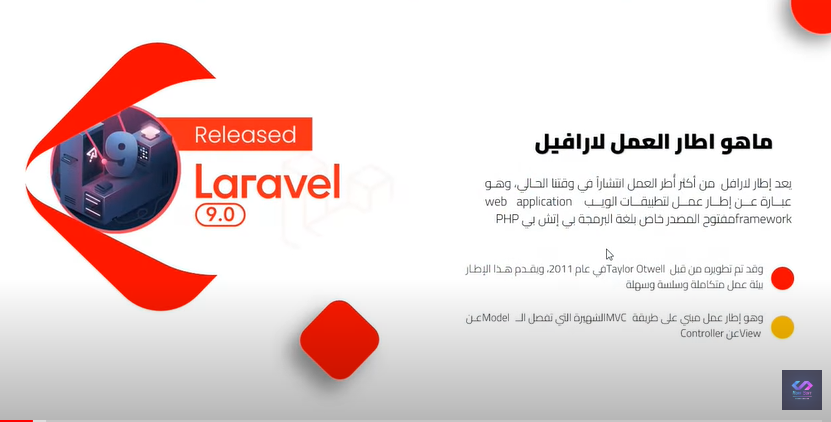 Released
Laravel
9.0
9
ماهو اطار العمل لارافيل
يعد إطار لارافل من أكثر أطر العمل انتشاراً في وقتنا الحالي، وهو
عبارة عن إطار عمل لتطبيقات الويب web application
frameworkمفتوح المصدر خاص بلغة البرمجة بي إتش بي PHP
وقد تم تطويره من قبل Taylor Otwellفي عام 2011، ويقدم هذا الإطار
بيئة عمل متكاملة وسلسة وسهلة
وهو إطار عمل مبني على طريقة MVCالشهيرة التي تفصل الـ Modelعن
Viewعن Controller